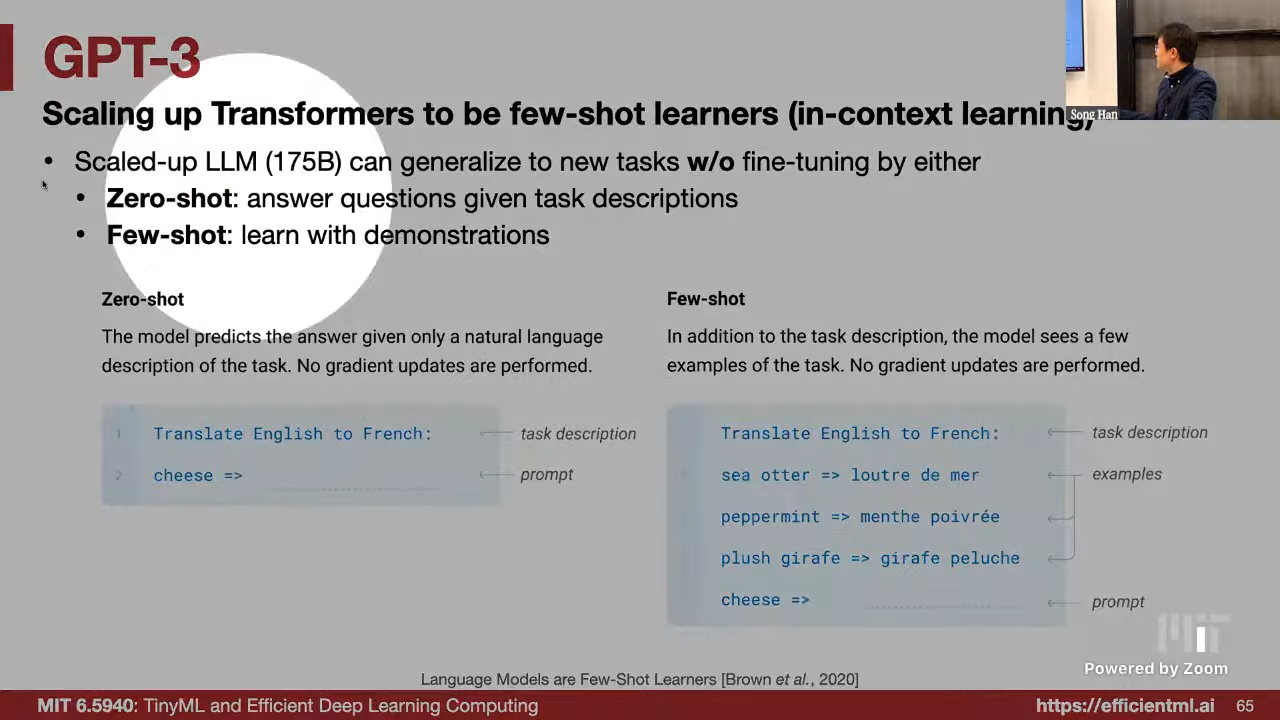 GPT-3
Scaling up Transformers to be few-shot learners (in-context learning)
Song Han
• Scaled-up LLM (175B) can generalize to new tasks w/o fine-tuning by either
• Zero-shot: answer questions given task descriptions
• Few-shot: learn with demonstrations
Zero-shot
The model predicts the answer given only a natural language
description of the task. No gradient updates are performed.
1 Translate English to French: task description
2 cheese => prompt
Few-shot
In addition to the task description, the model sees a few
examples of the task. No gradient updates are performed.
Translate English to French: task description
sea otter => loutre de mer examples
peppermint => menthe poivrée
plush girafe => girafe peluche
cheese => prompt
MIT
Powered by Zoom
Language Models are Few-Shot Learners [Brown et al., 2020]
MIT 6.5940: TinyML and Efficient Deep Learning Computing https://efficientml.ai 65